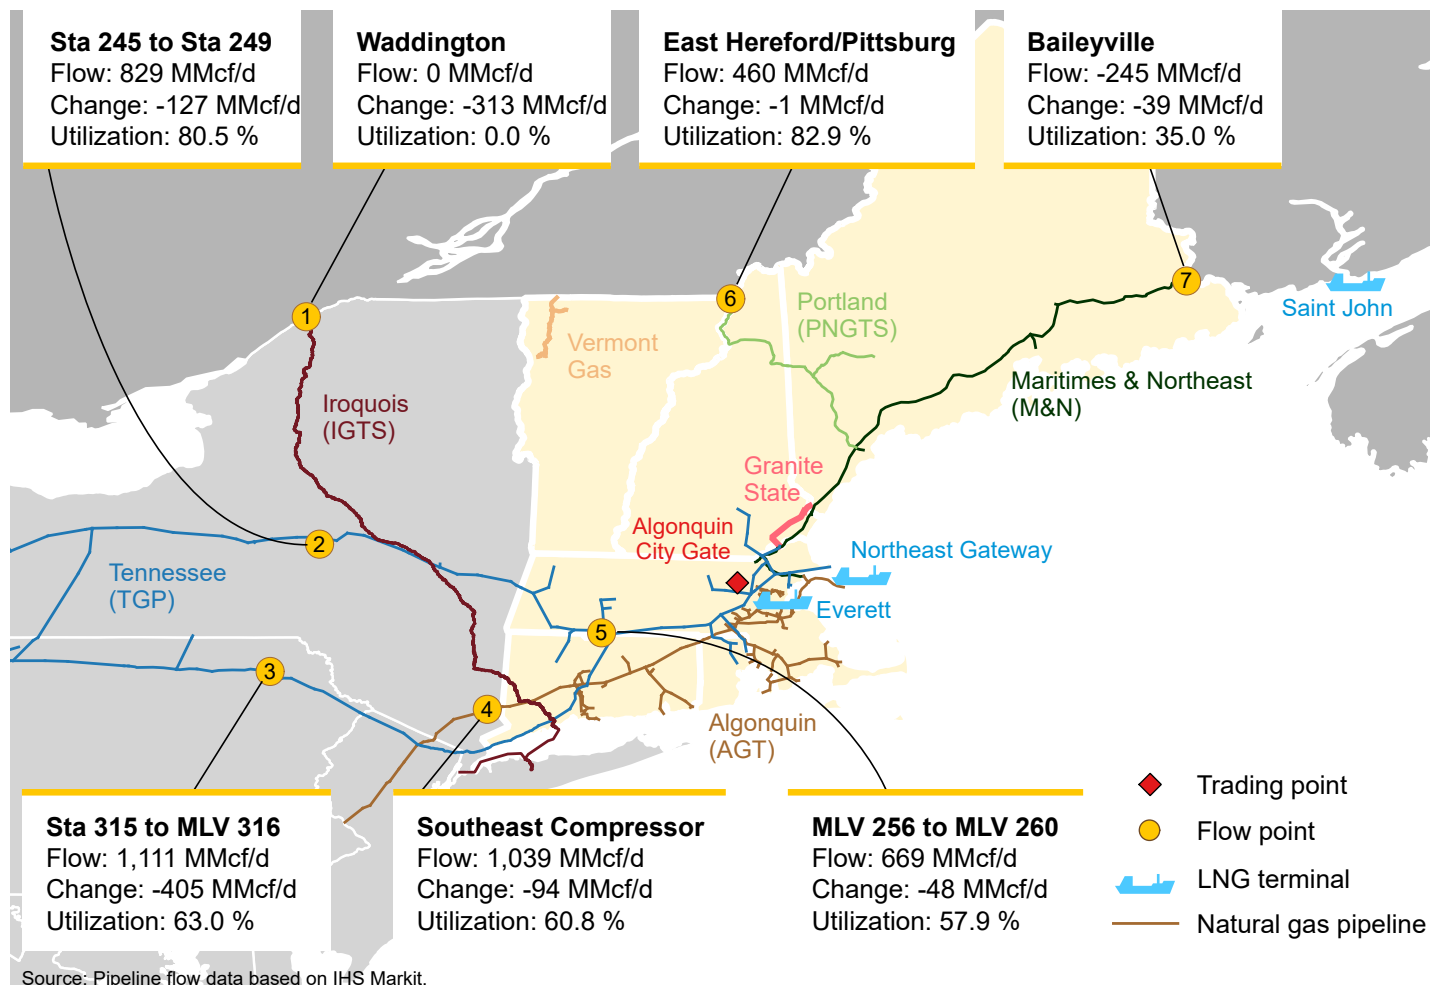 Sta 245 to Sta 249
Flow: 829 MMcf/d
Change: -127 MMcf/d
Utilization: 80.5 %
Waddington
Flow: 0 MMcf/d
Change: -313 MMcf/d
Utilization: 0.0 %
East Hereford/Pittsburg
Flow: 460 MMcf/d
Change: -1 MMcf/d
Utilization: 82.9 %
Baileyville
Flow: -245 MMcf/d
Change: -39 MMcf/d
Utilization: 35.0 %
7
6
1
Portland
(PNGTS)
Saint John
Vermont
Gas
Maritimes & Northeast
(M&N)
Iroquois
(IGTS)
Granite
State
Algonquin
City Gate
2
Northeast Gateway
Tennessee
(TGP)
Everett
5
3
4
Algonquin
(AGT)
Sta 315 to MLV 316
Flow: 1,111 MMcf/d
Change: -405 MMcf/d
Utilization: 63.0 %
Southeast Compressor
Flow: 1,039 MMcf/d
Change: -94 MMcf/d
Utilization: 60.8 %
MLV 256 to MLV 260
Flow: 669 MMcf/d
Change: -48 MMcf/d
Utilization: 57.9 %
Trading point
Flow point
LNG terminal
Natural gas pipeline
Source: Pipeline flow data based on IHS Markit.